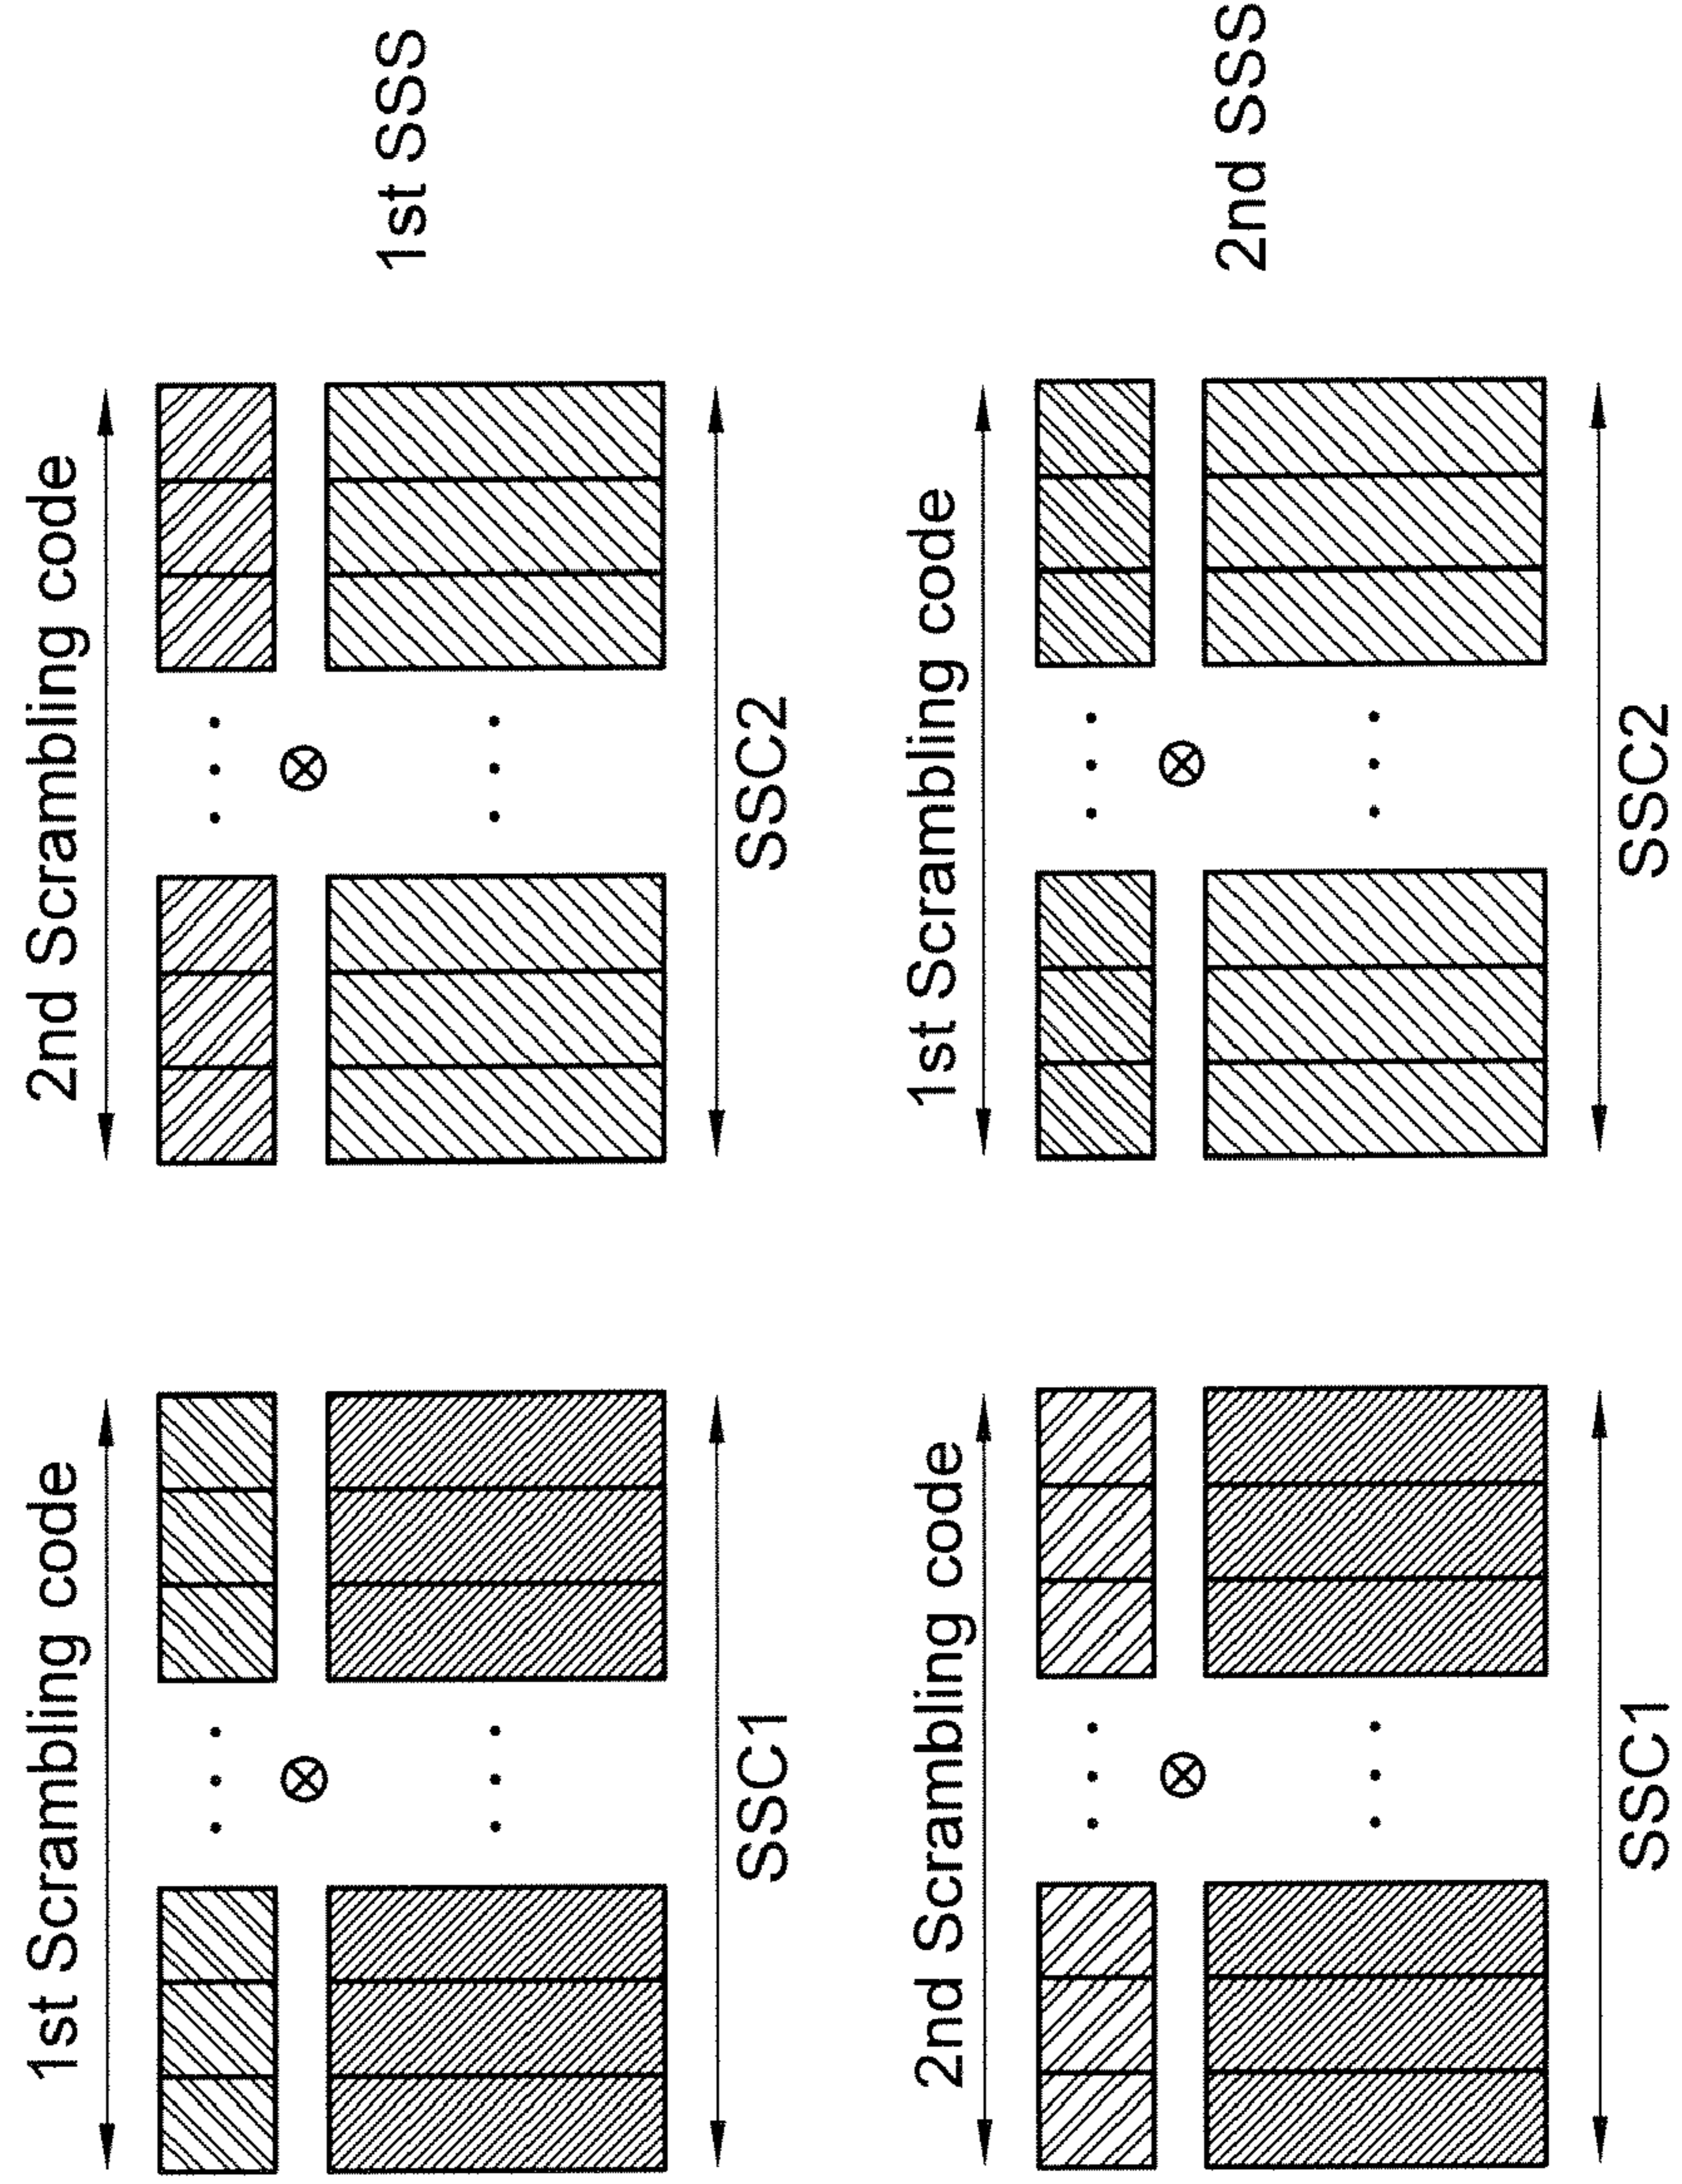 1st Scrambling code
2nd Scrambling code
SSC1
SSC2
1st SSS
2nd Scrambling code
1st Scrambling code
SSC1
SSC2
2nd SSS